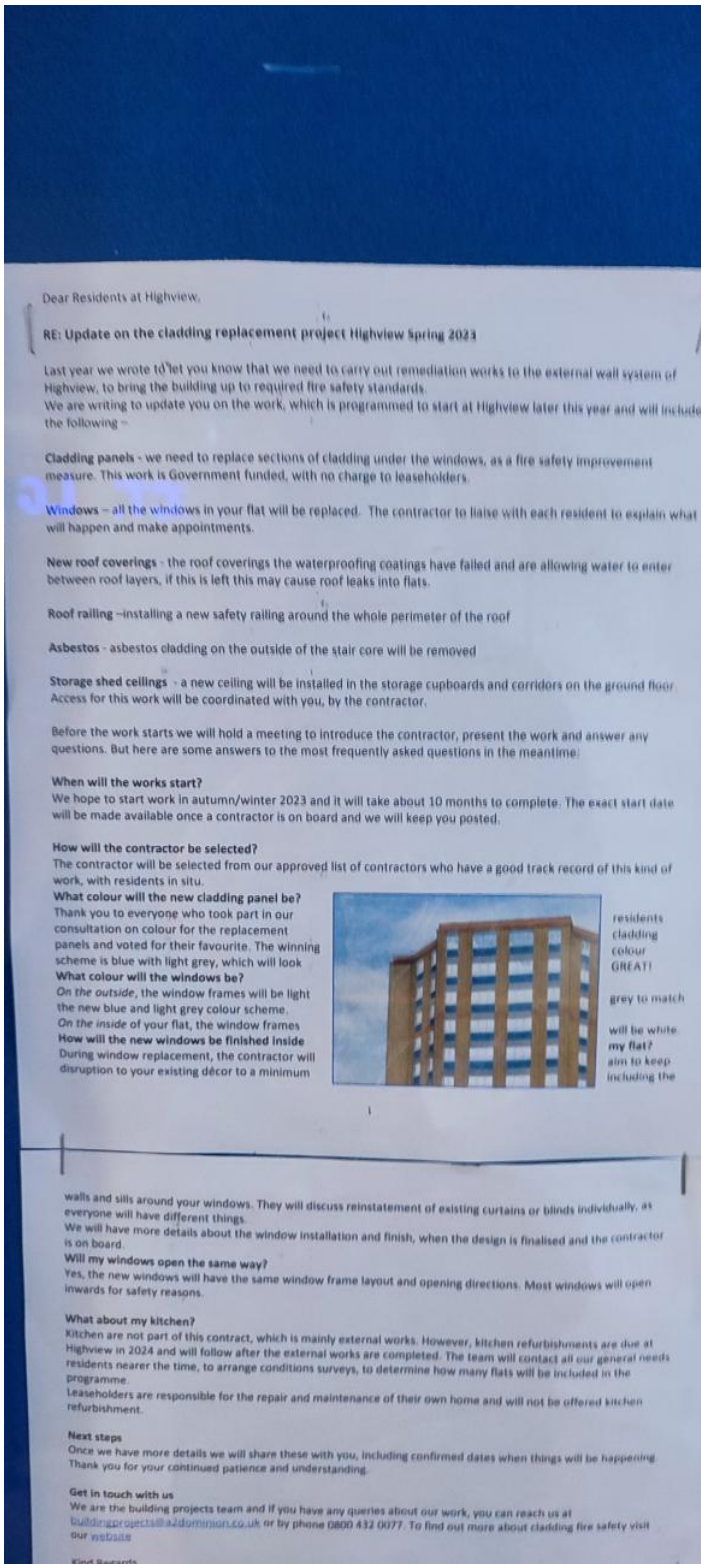 Dear Residents at Highview,
RE: Update on the cladding replacement project Highview Spring 2023
Last year we wrote to let you know that we need to carry out remediation works to the external wall system of
Highview, to bring the building up to required fire safety standards.
We are writing to update you on the work, which is programmed to start at Highview later this year and will include
the following –
Cladding panels - we need to replace sections of cladding under the windows, as a fire safety improvement
measure. This work is Government funded, with no charge to leaseholders.
Windows – all the windows in your flat will be replaced. The contractor to liaise with each resident to explain what
will happen and make appointments.
New roof coverings - the roof coverings the waterproofing coatings have failed and are allowing water to enter
between roof layers, if this is left this may cause roof leaks into flats.
Roof railing –installing a new safety railing around the whole perimeter of the roof
Asbestos - asbestos cladding on the outside of the stair core will be removed
Storage shed ceilings - a new ceiling will be installed in the storage cupboards and corridors on the ground floor.
Access for this work will be coordinated with you, by the contractor.
Before the work starts we will hold a meeting to introduce the contractor, present the work and answer any
questions. But here are some answers to the most frequently asked questions in the meantime.
When will the works start?
We hope to start work in autumn/winter 2023 and it will take about 10 months to complete. The exact start date
will be made available once a contractor is on board and we will keep you posted.
How will the contractor be selected?
The contractor will be selected from our approved list of contractors who have a good track record of this kind of
work, with residents in situ.
What colour will the new cladding panel be?
Thank you to everyone who took part in our residents
consultation on colour for the replacement cladding
panels and voted for their favourite. The winning colour
scheme is blue with light grey, which will look GREAT!
What colour will the windows be?
On the outside, the window frames will be light grey to match
the new blue and light grey colour scheme.
On the inside of your flat, the window frames will be white.
How will the new windows be finished inside my flat?
During window replacement, the contractor will aim to keep
disruption to your existing décor to a minimum including the
1
walls and sills around your windows. They will discuss reinstatement of existing curtains or blinds individually, as
everyone will have different things.
We will have more details about the window installation and finish, when the design is finalised and the contractor
is on board.
Will my windows open the same way?
Yes, the new windows will have the same window frame layout and opening directions. Most windows will open
inwards for safety reasons.
What about my kitchen?
Kitchen are not part of this contract, which is mainly external works. However, kitchen refurbishments are due at
Highview in 2024 and will follow after the external works are completed. The team will contact all our general needs
residents nearer the time, to arrange conditions surveys, to determine how many flats will be included in the
programme.
Leaseholders are responsible for the repair and maintenance of their own home and will not be offered kitchen
refurbishment.
Next steps
Once we have more details we will share these with you, including confirmed dates when things will be happening.
Thank you for your continued patience and understanding.
Get in touch with us
We are the building projects team and if you have any queries about our work, you can reach us at
buildingprojects@a2dominion.co.uk or by phone 0800 432 0077. To find out more about cladding fire safety visit
our website
Kind Regards